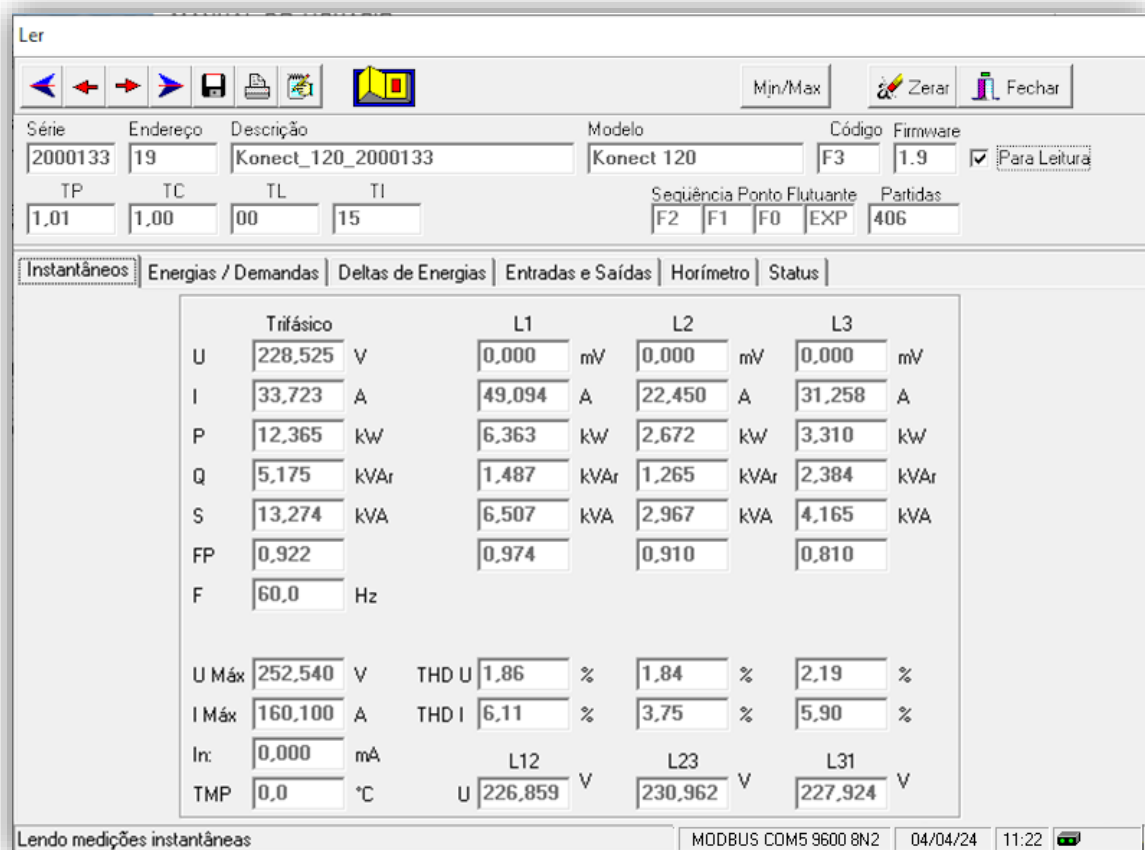 Ler
Min/Max Zerar Fechar
Série Endereço Descrição Modelo Código Firmware
2000133 19 Konect_120_2000133 Konect 120 F3 1.9 Para Leitura
TP TC TL TI Seqüência Ponto Flutuante Partidas
1,01 1,00 00 15 F2 F1 F0 EXP 406
Instantâneos Energias / Demandas Deltas de Energias Entradas e Saídas Horímetro Status
Trifásico L1 L2 L3
U 228,525 V 0,000 mV 0,000 mV 0,000 mV
I 33,723 A 49,094 A 22,450 A 31,258 A
P 12,365 kW 6,363 kW 2,672 kW 3,310 kW
Q 5,175 kVAr 1,487 kVAr 1,265 kVAr 2,384 kVAr
S 13,274 kVA 6,507 kVA 2,967 kVA 4,165 kVA
FP 0,922 0,974 0,910 0,810
F 60,0 Hz
U Máx 252,540 V THD U 1,86 % 1,84 % 2,19 %
I Máx 160,100 A THD I 6,11 % 3,75 % 5,90 %
In: 0,000 mA L12 L23 L31
TMP 0,0 °C U 226,859 V 230,962 V 227,924 V
Lendo medições instantâneas MODBUS COM5 9600 8N2 04/04/24 11:22